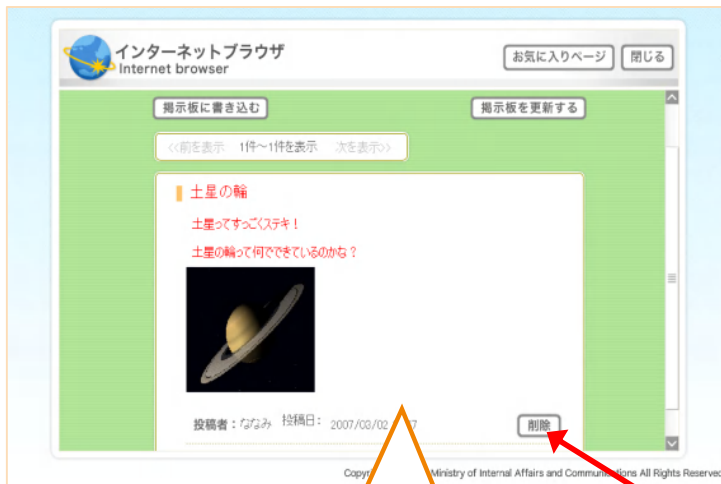 インターネットブラウザ
Internet browser
お気に入りページ
閉じる
掲示板に書き込む
掲示板を更新する
<<前を表示 1件～1件を表示 次を表示>>
土星の輪
土星ってすっごくステキ！
土星の輪って何でできているのかな？
投稿者：ななみ 投稿日： 2007/03/02
削除
Ministry of Internal Affairs and Communications All Rights Reserved